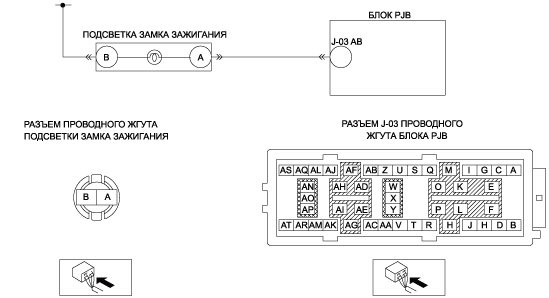 БЛОК PJB
ПОДСВЕТКА ЗАМКА ЗАЖИГАНИЯ
J-03 AB
B A
РАЗЪЕМ ПРОВОДНОГО ЖГУТА
ПОДСВЕТКИ ЗАМКА ЗАЖИГАНИЯ
РАЗЪЕМ J-03 ПРОВОДНОГО
ЖГУТА БЛОКА PJB
B A
AS AQ AL AJ AF AB Z U S Q M I G C A
AN AH AD W O K E
AO X
AP AI AE Y P L F
AT AR AM AK AG AC AA V T R H J H D B